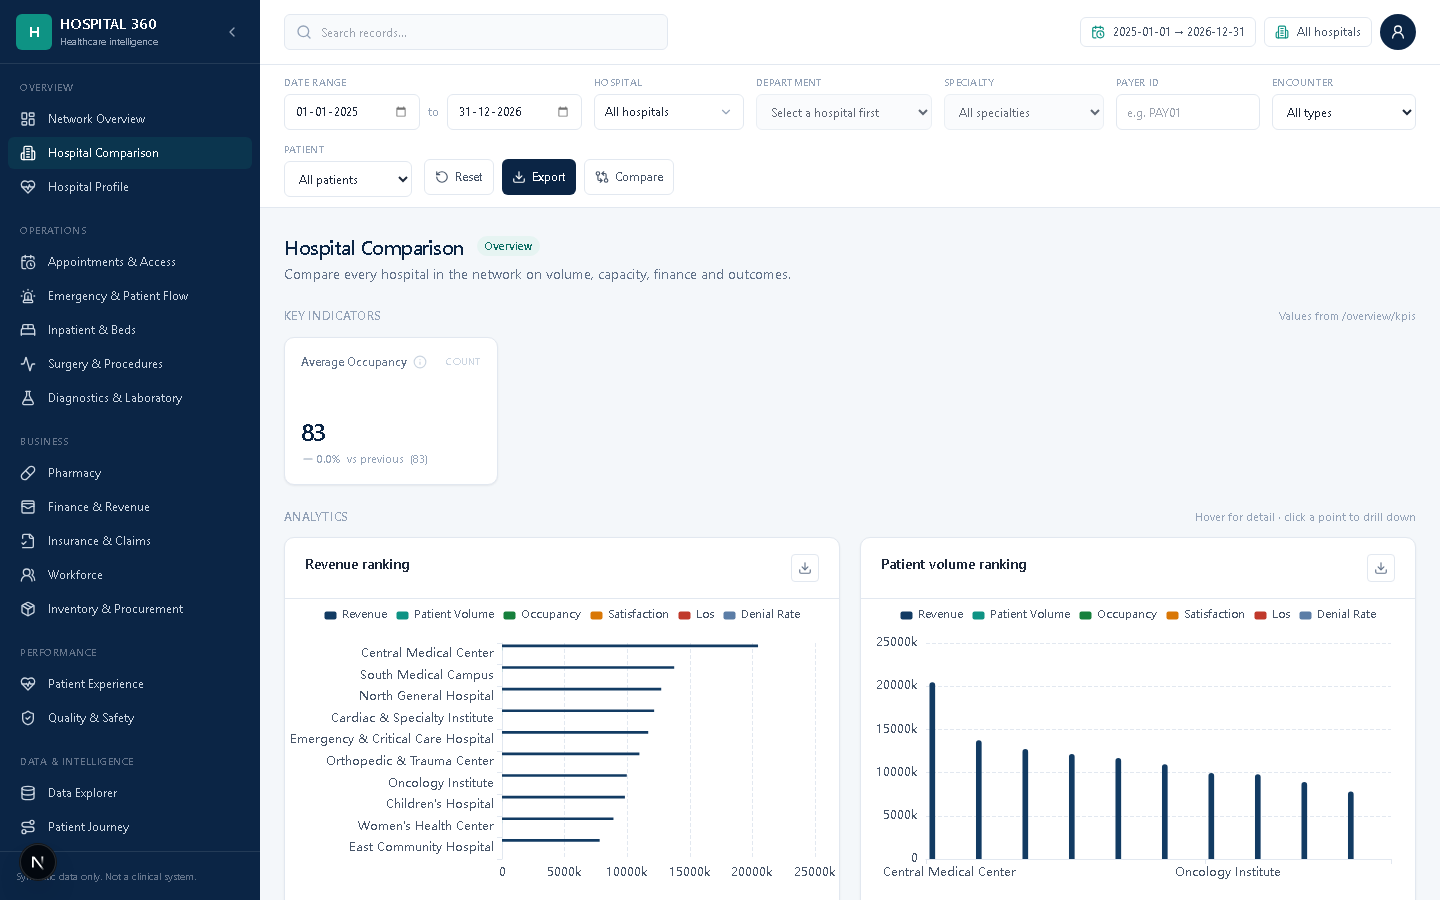 HOSPITAL 360
Healthcare intelligence
OVERVIEW
Network Overview
Hospital Comparison
Hospital Profile
OPERATIONS
Appointments & Access
Emergency & Patient Flow
Inpatient & Beds
Surgery & Procedures
Diagnostics & Laboratory
BUSINESS
Pharmacy
Finance & Revenue
Insurance & Claims
Workforce
Inventory & Procurement
PERFORMANCE
Patient Experience
Quality & Safety
DATA & INTELLIGENCE
Data Explorer
Patient Journey
data only. Not a clinical system.
H
N
Search records...
2025-01-01 → 2026-12-31
All hospitals
DATE RANGE
01-01-2025 to 31-12-2026
HOSPITAL
All hospitals
DEPARTMENT
Select a hospital first
SPECIALTY
All specialties
PAYER ID
e.g. PAY01
ENCOUNTER
All types
PATIENT
All patients
Reset
Export
Compare
Hospital Comparison Overview
Compare every hospital in the network on volume, capacity, finance and outcomes.
KEY INDICATORS
Values from /overview/kpis
Average Occupancy COUNT
83
— 0.0% vs previous (83)
ANALYTICS
Hover for detail · click a point to drill down
Revenue ranking
Revenue Patient Volume Occupancy Satisfaction Los Denial Rate
Central Medical Center
South Medical Campus
North General Hospital
Cardiac & Specialty Institute
Emergency & Critical Care Hospital
Orthopedic & Trauma Center
Oncology Institute
Children's Hospital
Women's Health Center
East Community Hospital
0 5000k 10000k 15000k 20000k 25000k
Patient volume ranking
Revenue Patient Volume Occupancy Satisfaction Los Denial Rate
25000k
20000k
15000k
10000k
5000k
0
Central Medical Center Oncology Institute